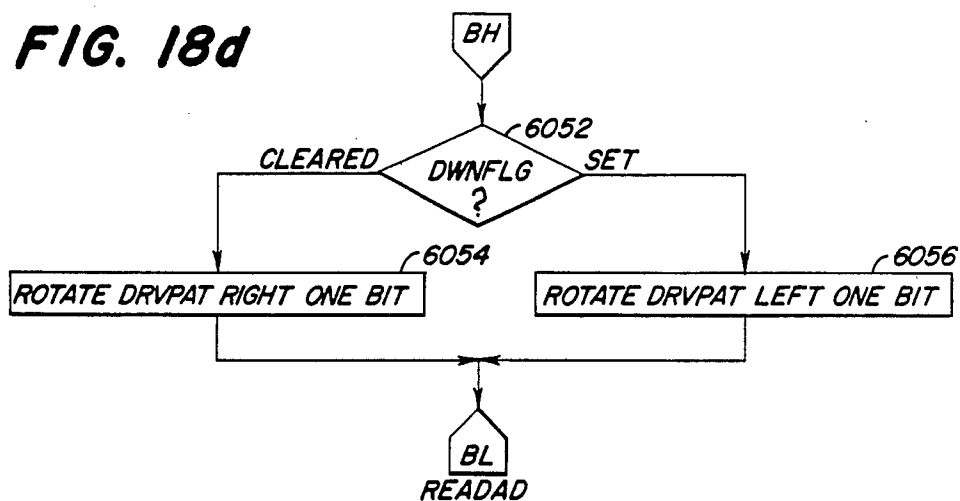 FIG. 18d
BH
6052
CLEARED
DWNFLG
?
SET
6054
6056
ROTATE DRVPAT RIGHT ONE BIT
ROTATE DRVPAT LEFT ONE BIT
BL
READAD